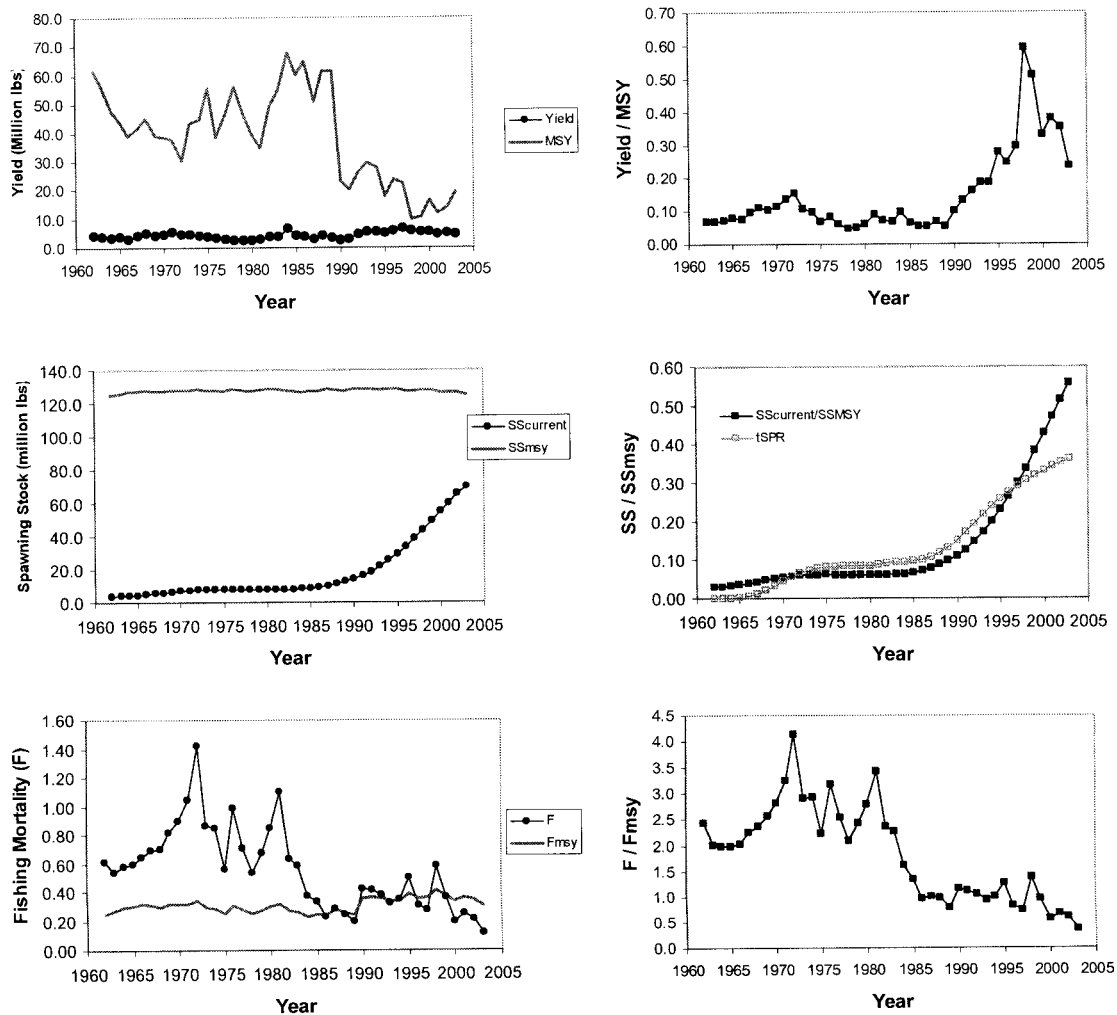 Yield (Million lbs)
80.0
70.0
60.0
50.0
40.0
30.0
20.0
10.0
0.0
1960 1965 1970 1975 1980 1985 1990 1995 2000 2005
Year
Yield
MSY
Yield / MSY
0.70
0.60
0.50
0.40
0.30
0.20
0.10
0.00
1960 1965 1970 1975 1980 1985 1990 1995 2000 2005
Year
Spawning Stock (million lbs)
140.0
120.0
100.0
80.0
60.0
40.0
20.0
0.0
1960 1965 1970 1975 1980 1985 1990 1995 2000 2005
Year
SScurrent
SSmsy
SS / SSmsy
0.60
0.50
0.40
0.30
0.20
0.10
0.00
SScurrent/SSMSY
tSPR
1960 1965 1970 1975 1980 1985 1990 1995 2000 2005
Year
Fishing Mortality (F)
1.60
1.40
1.20
1.00
0.80
0.60
0.40
0.20
0.00
1960 1965 1970 1975 1980 1985 1990 1995 2000 2005
Year
F
Fmsy
F / Fmsy
4.5
4.0
3.5
3.0
2.5
2.0
1.5
1.0
0.5
0.0
1960 1965 1970 1975 1980 1985 1990 1995 2000 2005
Year